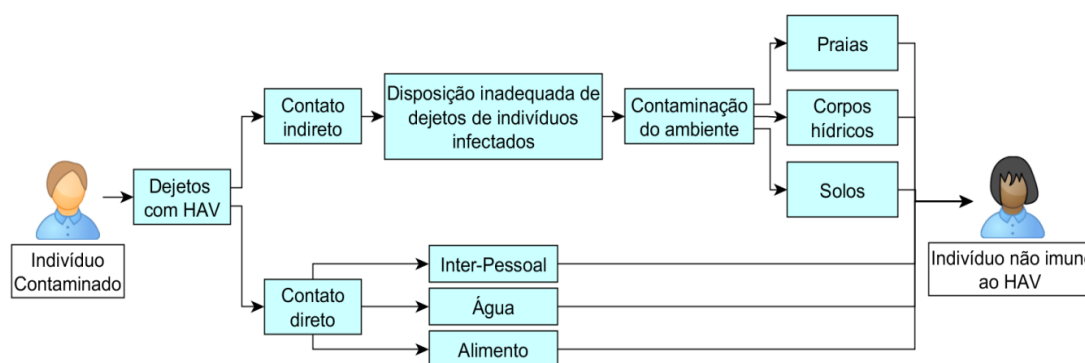 Indivíduo
Contaminado
Dejetos
com HAV
Contato
indireto
Disposição inadequada de
dejetos de indivíduos
infectados
Contaminação
do ambiente
Praias
Corpos
hídricos
Solos
Contato
direto
Inter-Pessoal
Água
Alimento
Indivíduo não imune
ao HAV